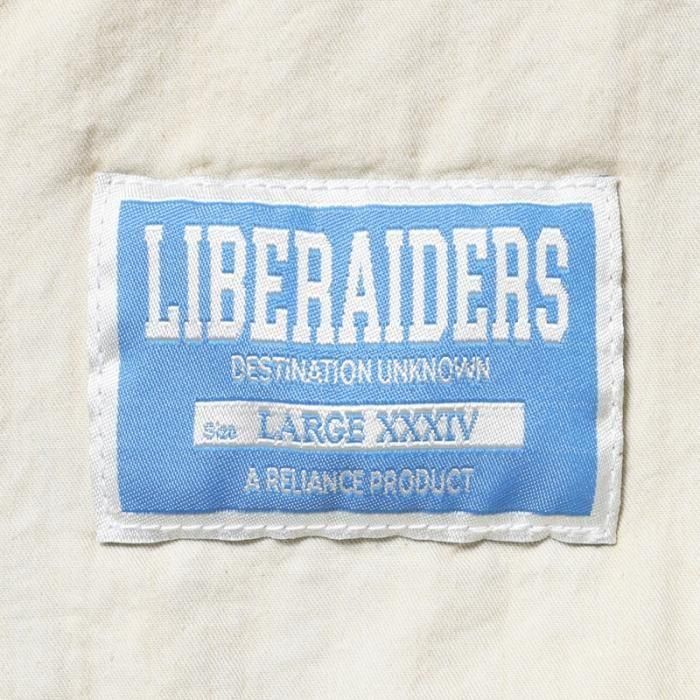 LIBERAIDERS
DESTINATION UNKNOWN
Size LARGE XXXIV
A RELIANCE PRODUCT